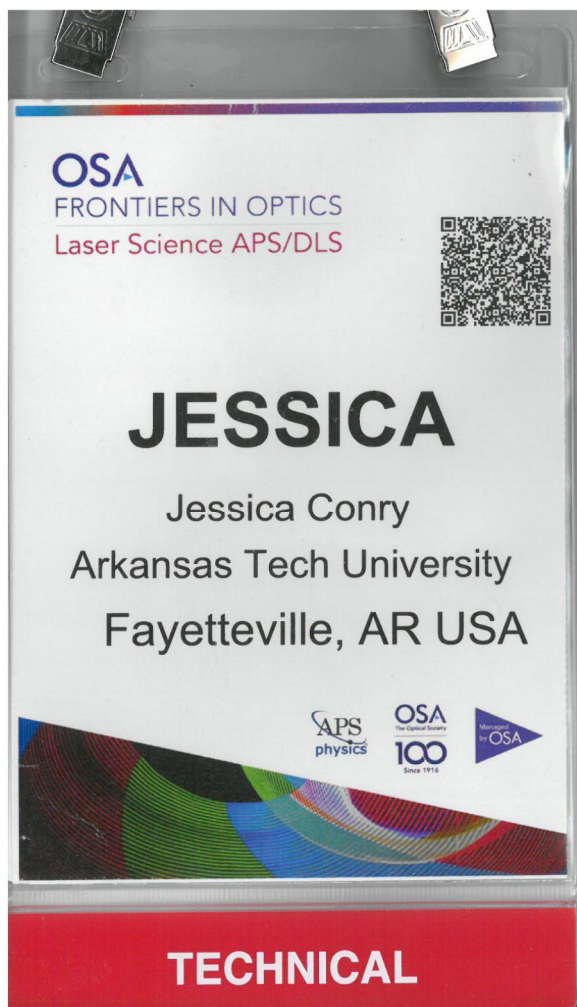 OSA
FRONTIERS IN OPTICS
Laser Science APS/DLS
JESSICA
Jessica Conry
Arkansas Tech University
Fayetteville, AR USA
APS
physics
OSA
The Optical Society
100
Since 1916
Managed
by OSA
TECHNICAL